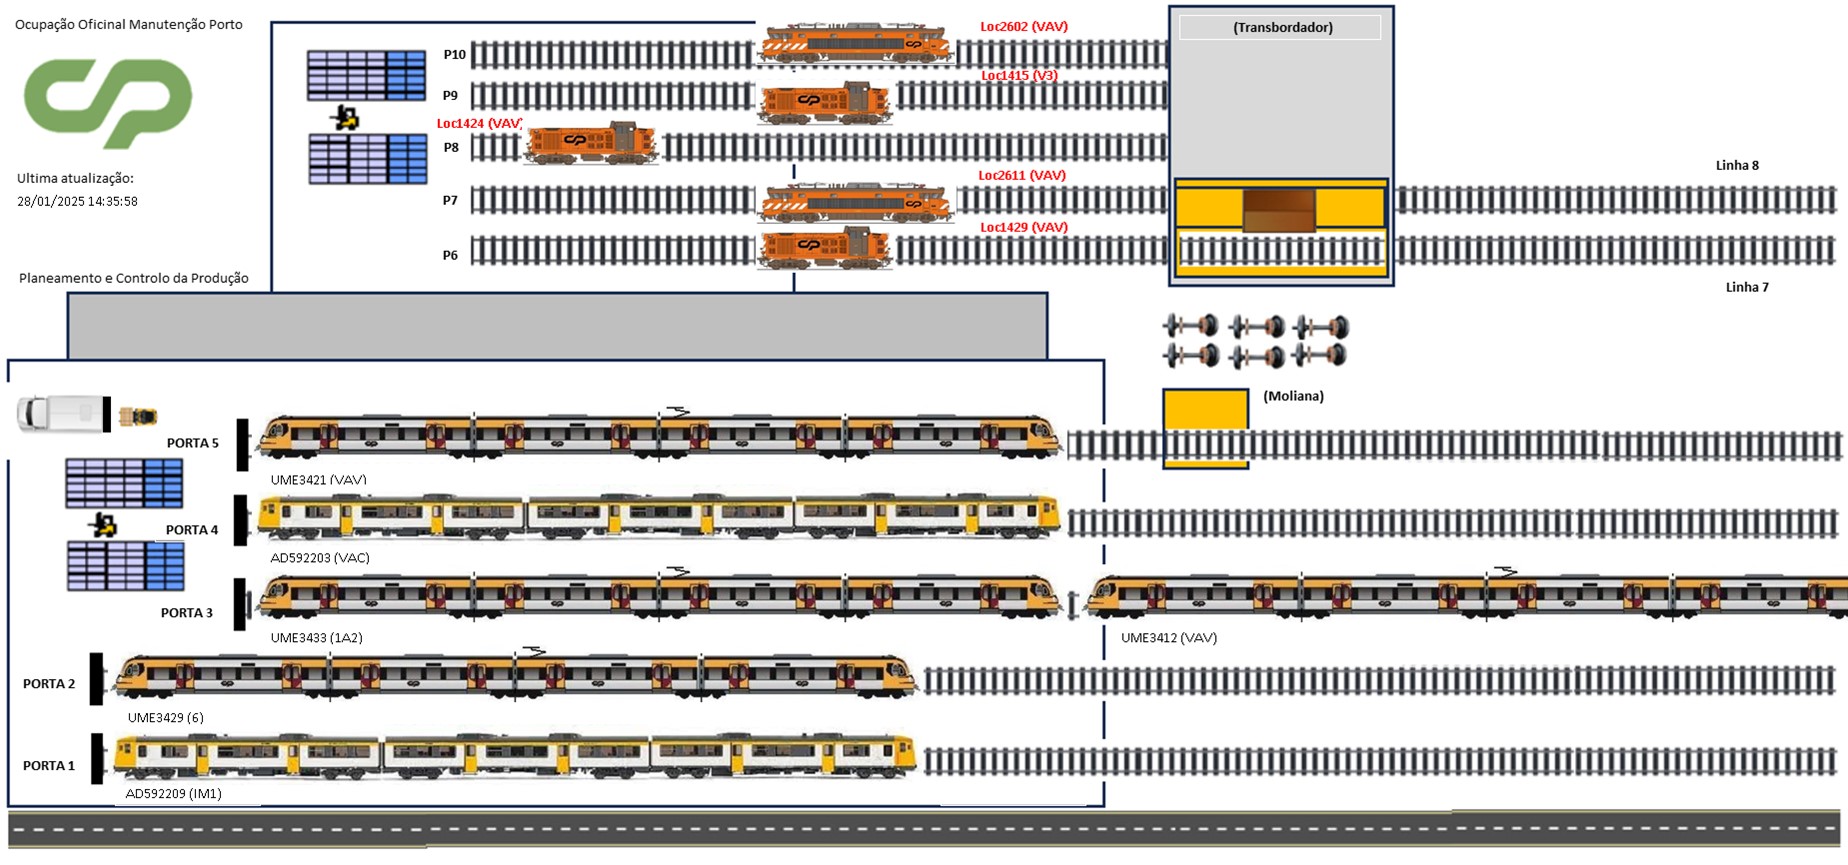 Ocupação Oficinal Manutenção Porto
Ultima atualização:
28/01/2025 14:35:58
Planeamento e Controlo da Produção
P10
Loc2602 (VAV)
P9
Loc1415 (V3)
Loc1424 (VAV)
P8
P7
Loc2611 (VAV)
P6
Loc1429 (VAV)
(Transbordador)
Linha 8
Linha 7
(Moliana)
PORTA 5
UME3421 (VAV)
PORTA 4
AD592203 (VAC)
PORTA 3
UME3433 (1A2)
UME3412 (VAV)
PORTA 2
UME3429 (6)
PORTA 1
AD592209 (IM1)